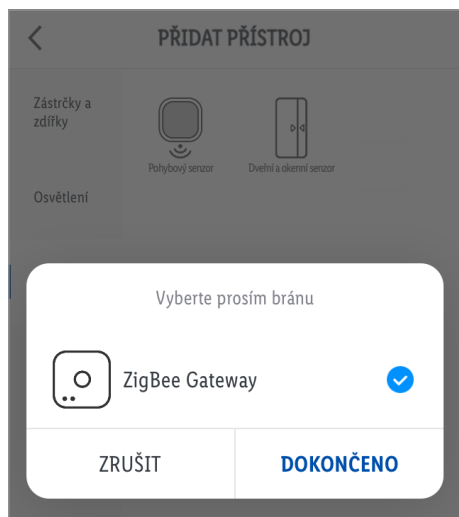 PŘIDAT PŘÍSTROJ
Zástrčky a
zdířky
Pohybový senzor
Dveřní a okenní senzor
Osvětlení
Vyberte prosím bránu
ZigBee Gateway
ZRUŠIT
DOKONČENO